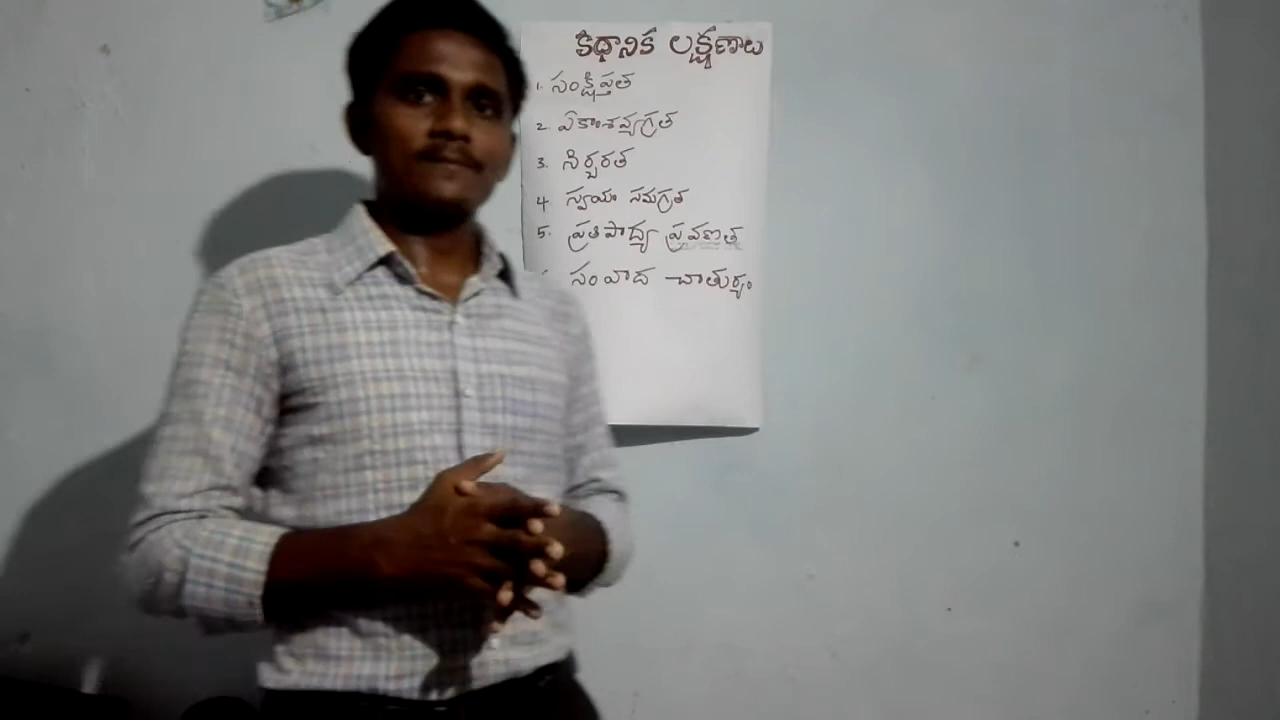 కథానిక లక్షణాలు
1. సంక్షిప్తత
2. ఏకాంశవ్యగ్రత
3. నిర్భరత
4 స్వయం సమగ్రత
5. ప్రతిపాద్య ప్రవణత
సంవాద చాతుర్యం